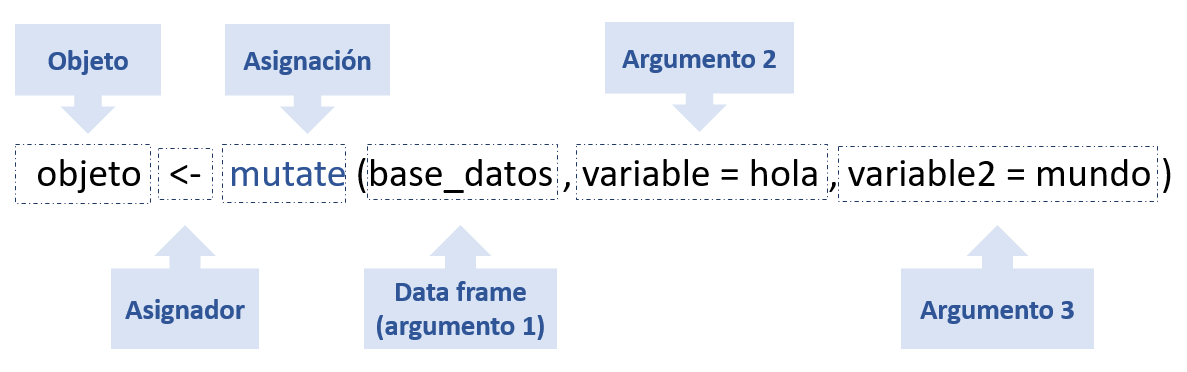 Objeto
Asignación
Argumento 2
objeto <- mutate (base_datos , variable = hola , variable2 = mundo )
Asignador
Data frame
(argumento 1)
Argumento 3